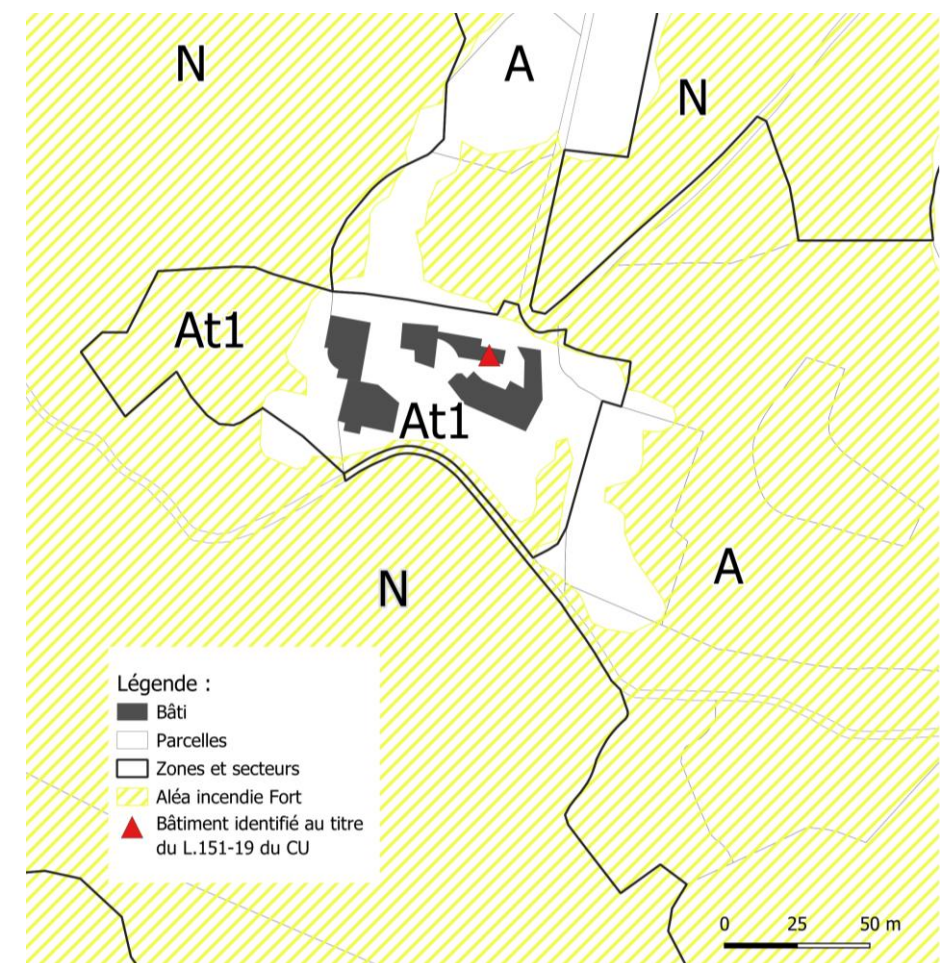 N
A
N
At1
At1
N
A
Légende :
Bâti
Parcelles
Zones et secteurs
Aléa incendie Fort
Bâtiment identifié au titre
du L.151-19 du CU
0 25 50 m